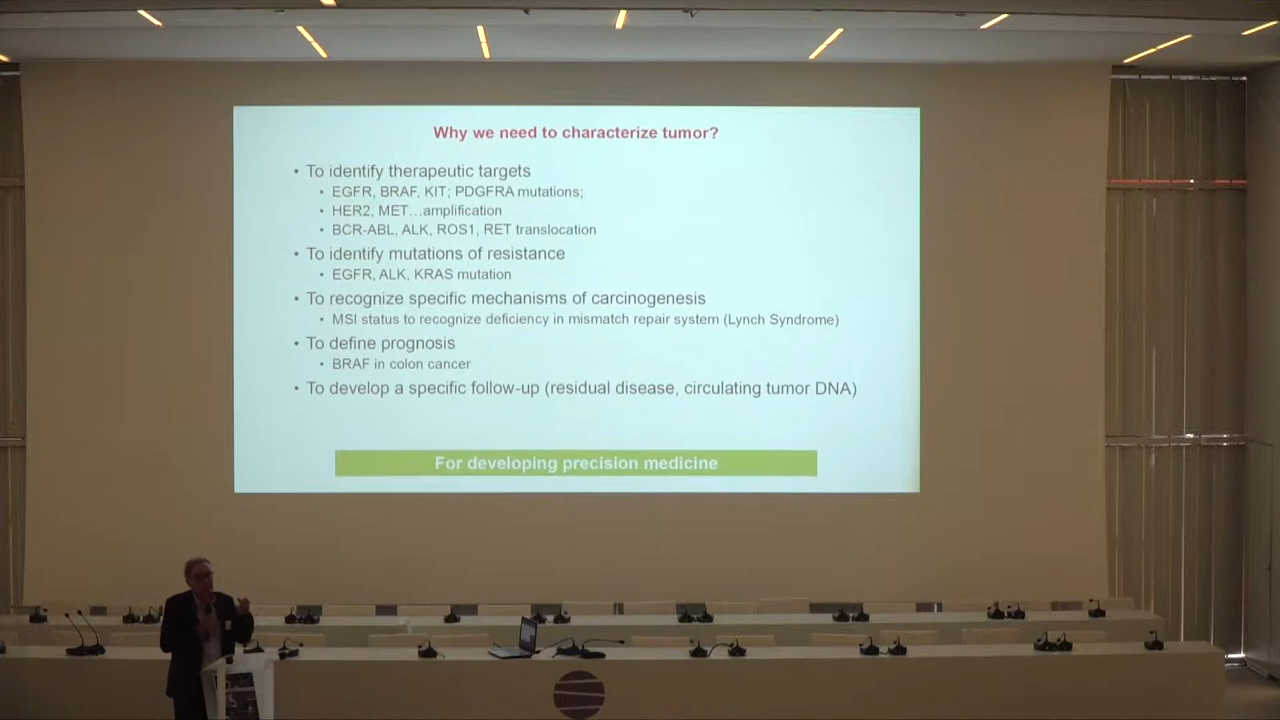 Why we need to characterize tumor?
• To identify therapeutic targets
• EGFR, BRAF, KIT; PDGFRA mutations;
• HER2, MET…amplification
• BCR-ABL, ALK, ROS1, RET translocation
• To identify mutations of resistance
• EGFR, ALK, KRAS mutation
• To recognize specific mechanisms of carcinogenesis
• MSI status to recognize deficiency in mismatch repair system (Lynch Syndrome)
• To define prognosis
• BRAF in colon cancer
• To develop a specific follow-up (residual disease, circulating tumor DNA)
For developing precision medicine